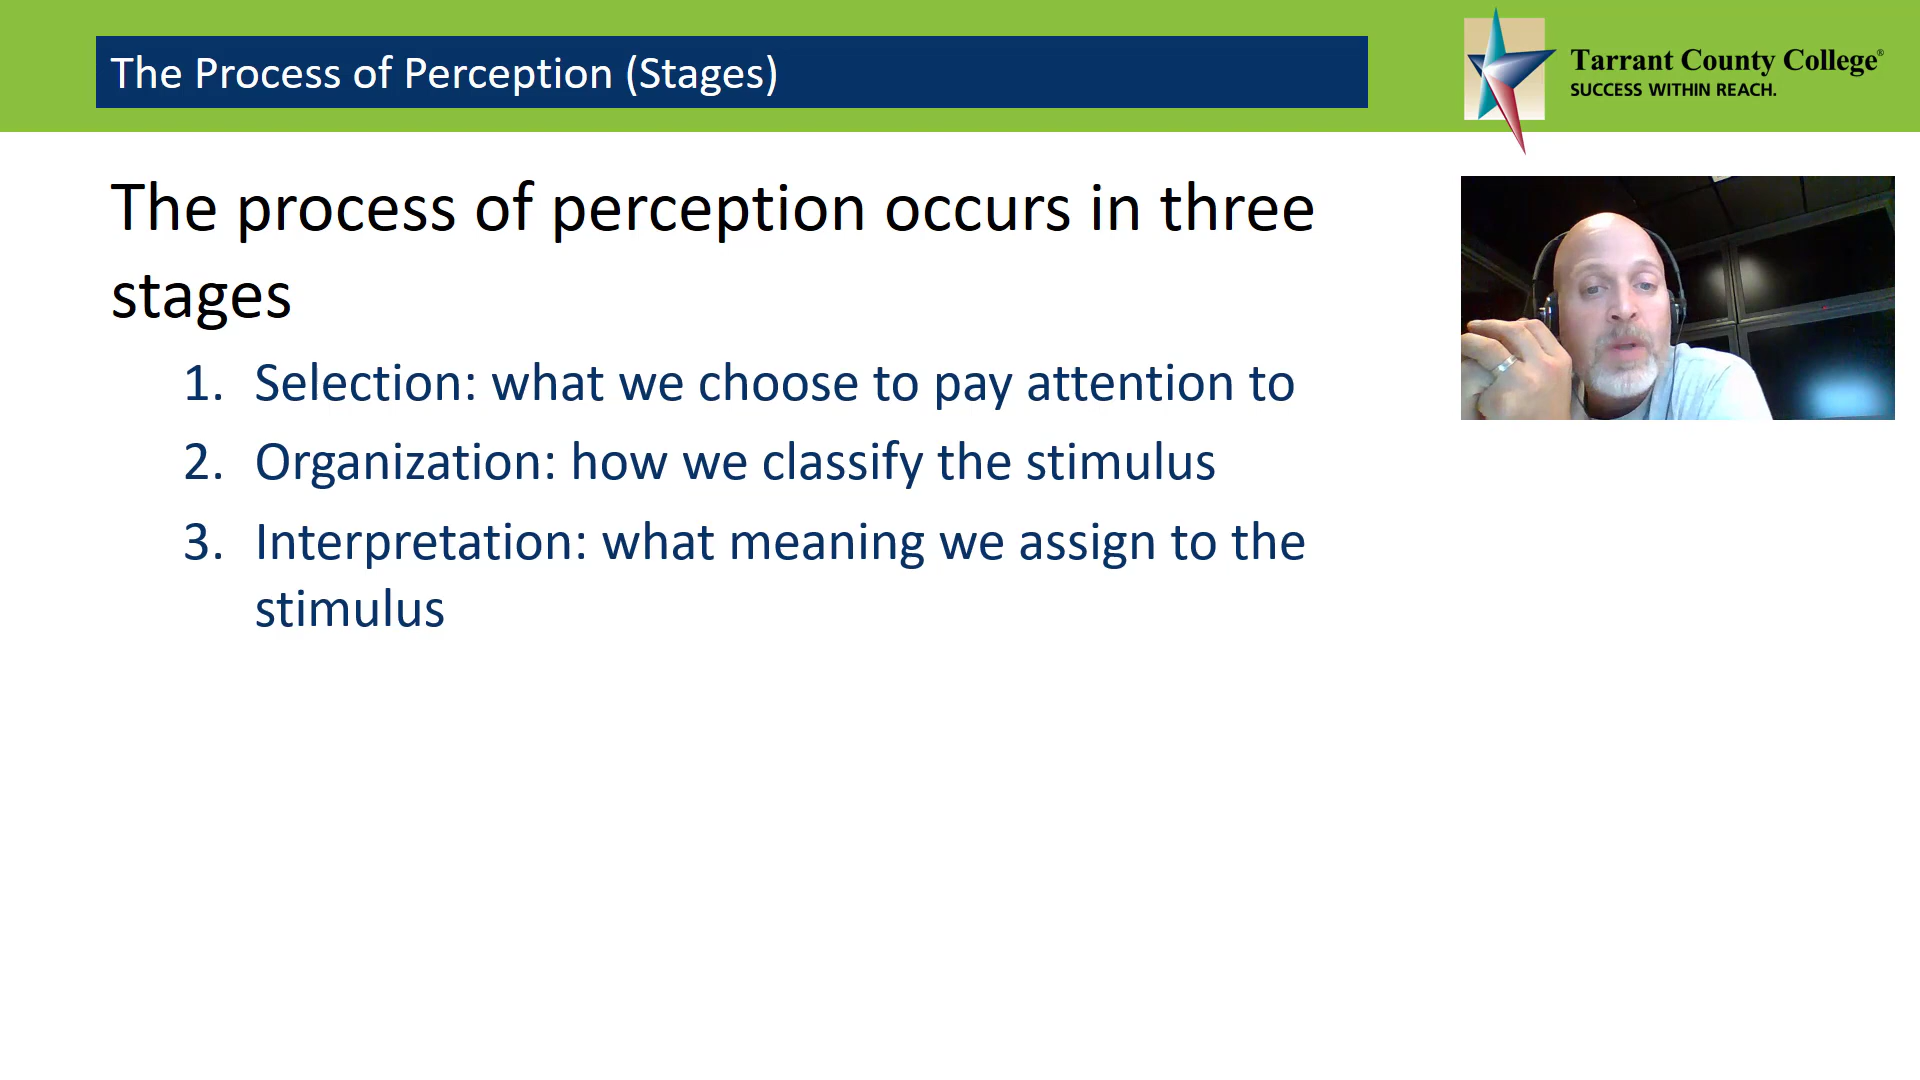 The Process of Perception (Stages)
Tarrant County College®
SUCCESS WITHIN REACH.
The process of perception occurs in three
stages
1. Selection: what we choose to pay attention to
2. Organization: how we classify the stimulus
3. Interpretation: what meaning we assign to the
stimulus